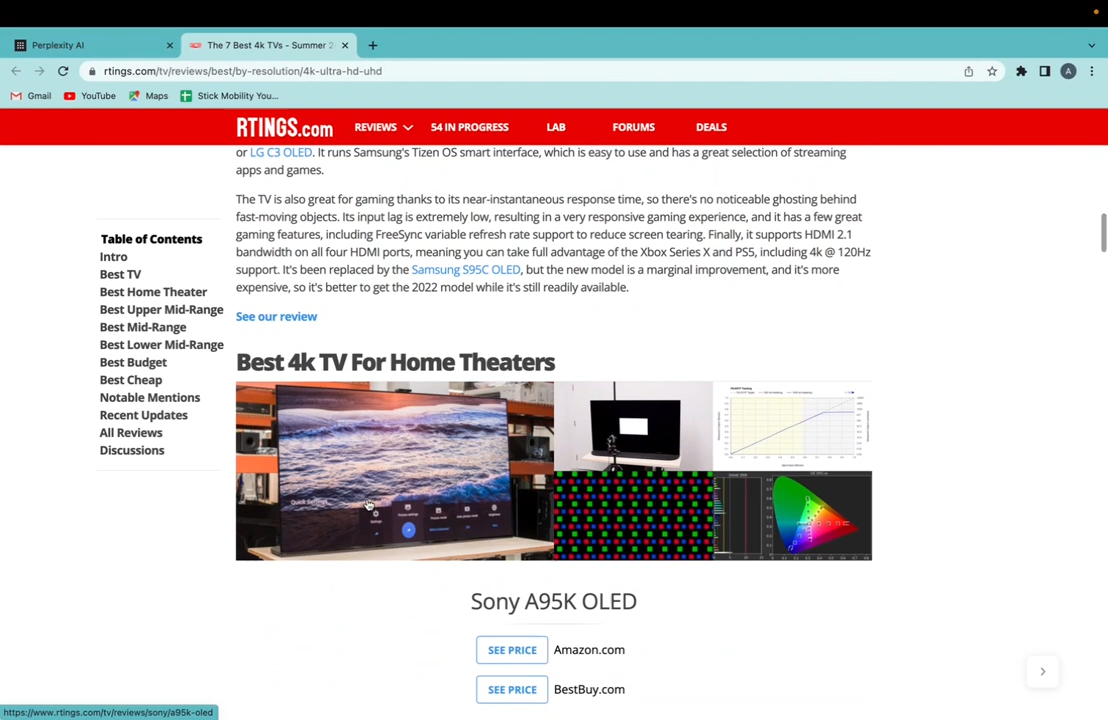 Perplexity AI
The 7 Best 4k TVs - Summer 2
rtings.com/tv/reviews/best/by-resolution/4k-ultra-hd-uhd
A
Gmail
YouTube
Maps
Stick Mobility You...
RTINGS.com
REVIEWS
54 IN PROGRESS
LAB
FORUMS
DEALS
or LG C3 OLED. It runs Samsung's Tizen OS smart interface, which is easy to use and has a great selection of streaming
apps and games.
The TV is also great for gaming thanks to its near-instantaneous response time, so there's no noticeable ghosting behind
fast-moving objects. Its input lag is extremely low, resulting in a very responsive gaming experience, and it has a few great
gaming features, including FreeSync variable refresh rate support to reduce screen tearing. Finally, it supports HDMI 2.1
bandwidth on all four HDMI ports, meaning you can take full advantage of the Xbox Series X and PS5, including 4k @ 120Hz
support. It's been replaced by the Samsung S95C OLED, but the new model is a marginal improvement, and it's more
expensive, so it's better to get the 2022 model while it's still readily available.
See our review
Table of Contents
Intro
Best TV
Best Home Theater
Best Upper Mid-Range
Best Mid-Range
Best Lower Mid-Range
Best Budget
Best Cheap
Notable Mentions
Recent Updates
All Reviews
Discussions
Best 4k TV For Home Theaters
Quick Settings
Sony A95K OLED
SEE PRICE Amazon.com
SEE PRICE BestBuy.com
https://www.rtings.com/tv/reviews/sony/a95k-oled